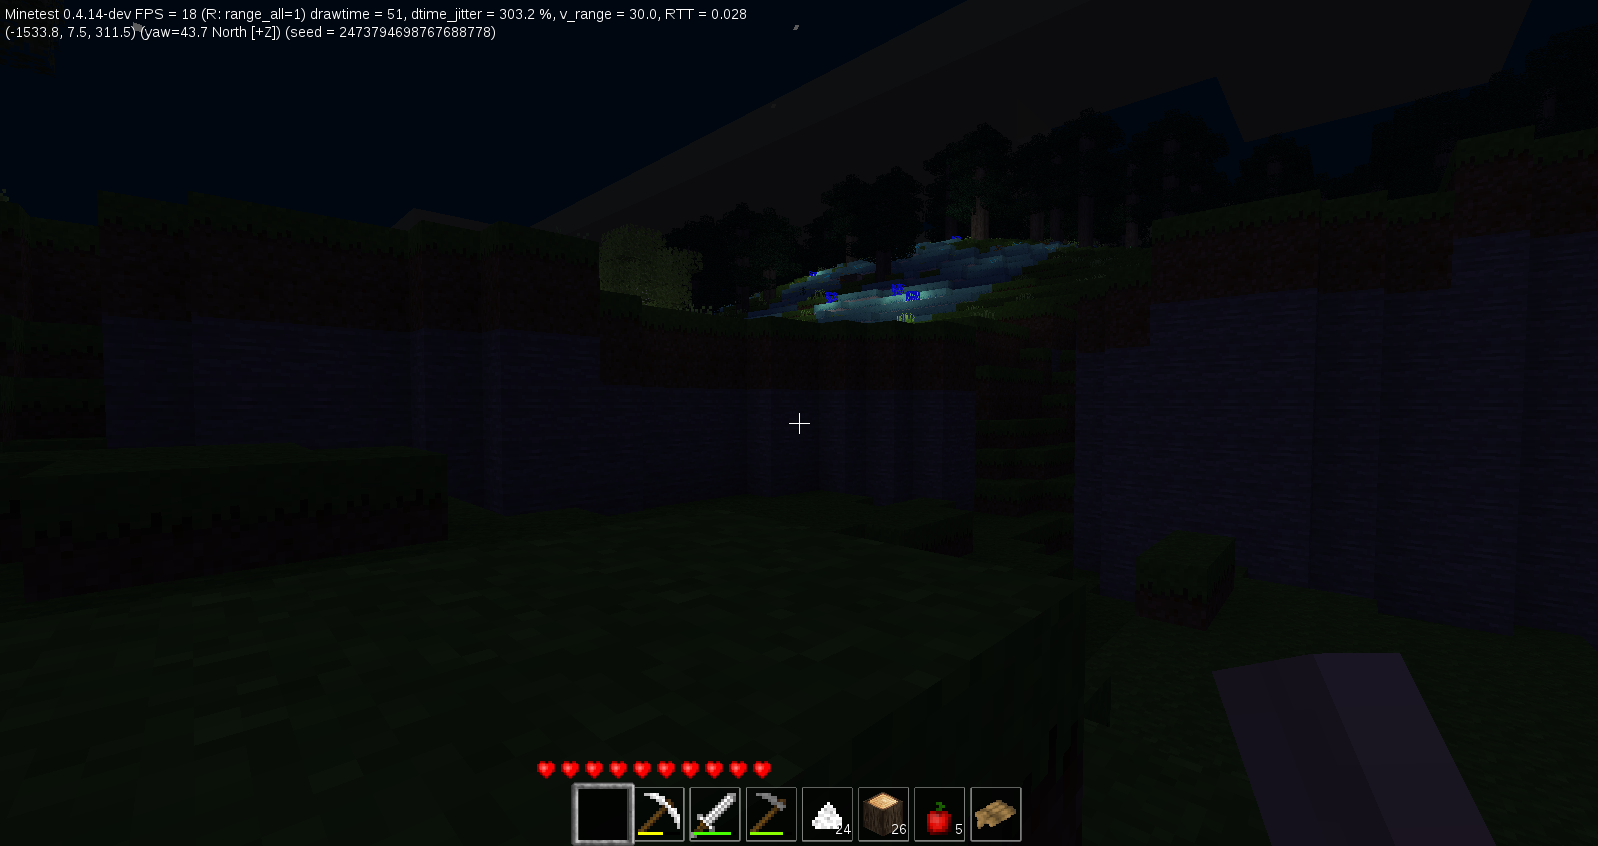 Minetest 0.4.14-dev FPS = 18 (R: range_all=1) drawtime = 51, dtime_jitter = 303.2 %, v_range = 30.0, RTT = 0.028
(-1533.8, 7.5, 311.5) (yaw=43.7 North [+Z]) (seed = 2473794698767688778)
24 26 5